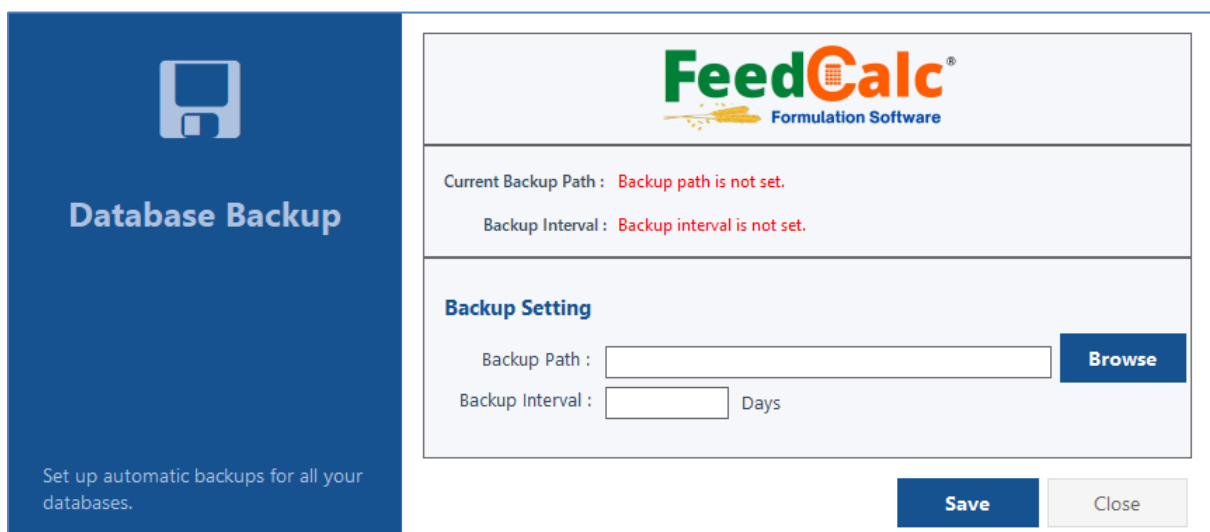 Database Backup
Set up automatic backups for all your
databases.
FeedCalc®
Formulation Software
Current Backup Path : Backup path is not set.
Backup Interval : Backup interval is not set.
Backup Setting
Backup Path :
Browse
Backup Interval :
Days
Save
Close